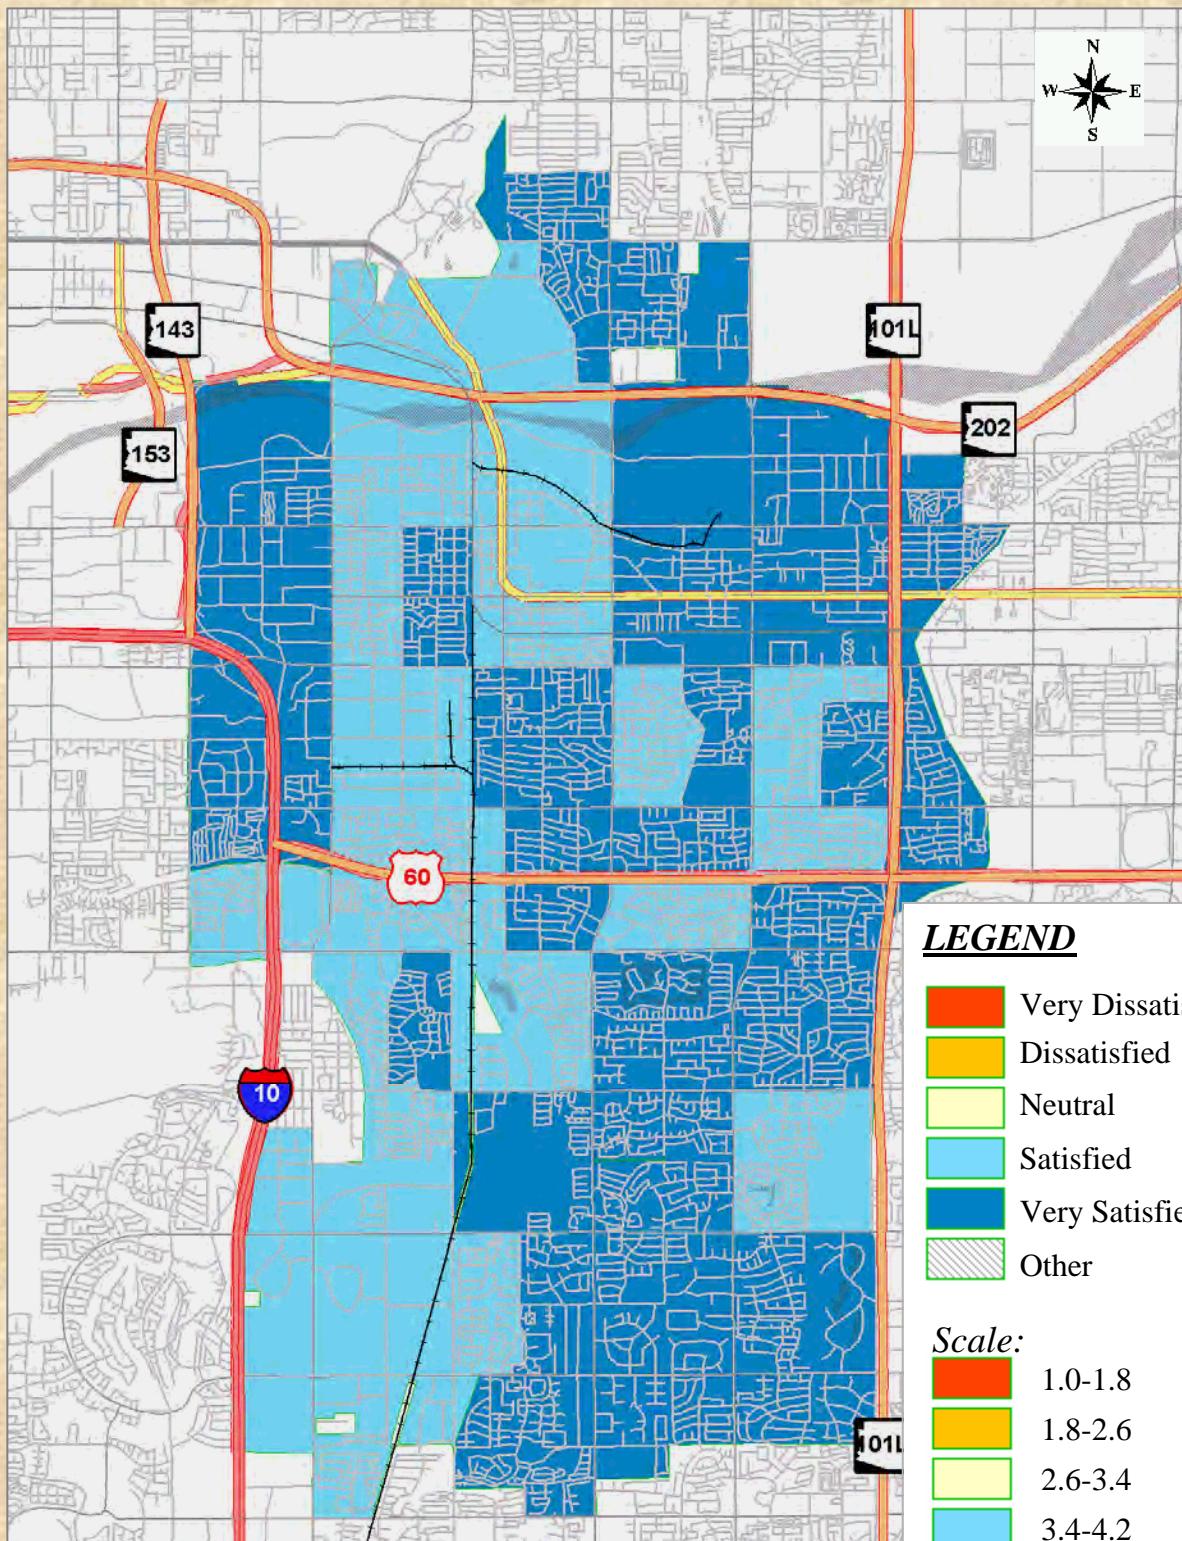 N
W E
S
143
101L
202
153
60
LEGEND
Very Dissatis
Dissatisfied
Neutral
Satisfied
Very Satisfie
Other
10
Scale:
1.0-1.8
1.8-2.6
2.6-3.4
3.4-4.2
101L